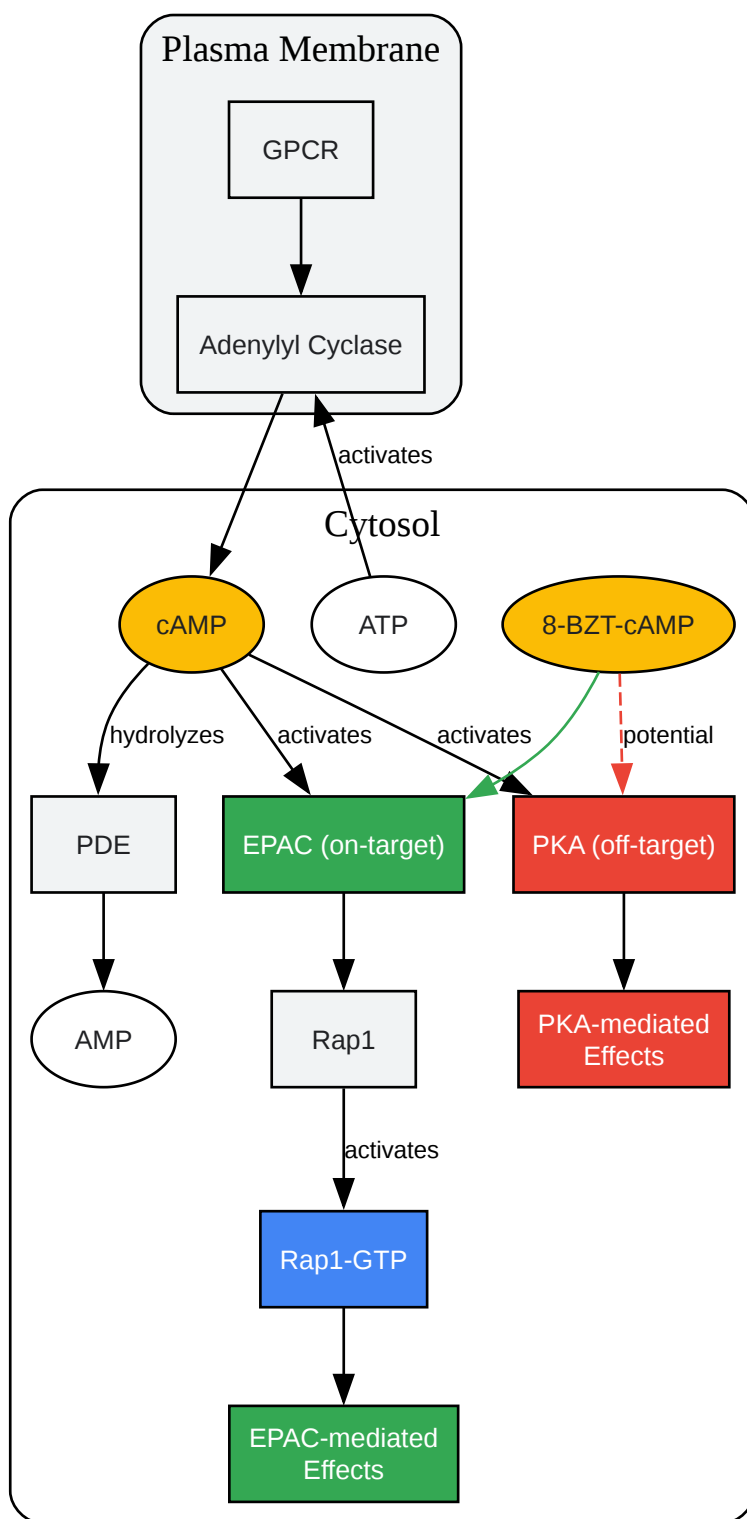 Plasma Membrane
GPCR
Adenylyl Cyclase
activates
Cytosol
cAMP
ATP
8-BZT-cAMP
hydrolyzes
activates
activates
potential
PDE
EPAC (on-target)
PKA (off-target)
AMP
Rap1
PKA-mediated
Effects
activates
Rap1-GTP
EPAC-mediated
Effects